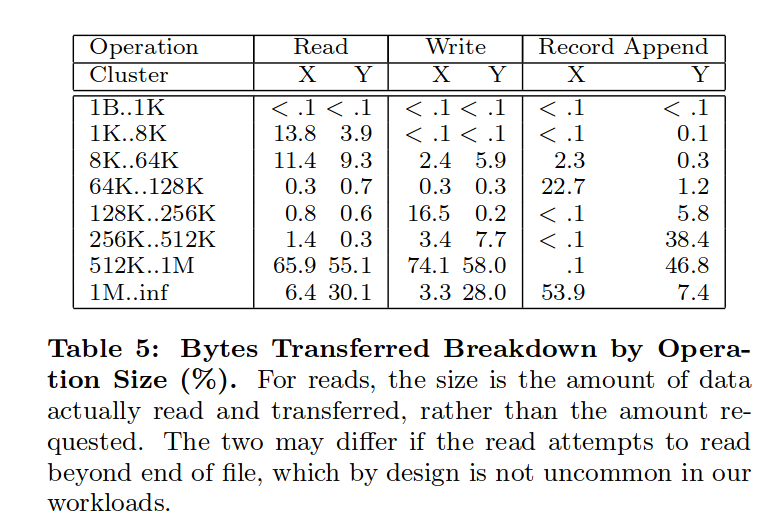 Operation Read Write Record Append
Cluster X Y X Y X Y
1B..1K < .1 < .1 < .1 < .1 < .1 < .1
1K..8K 13.8 3.9 < .1 < .1 < .1 0.1
8K..64K 11.4 9.3 2.4 5.9 2.3 0.3
64K..128K 0.3 0.7 0.3 0.3 22.7 1.2
128K..256K 0.8 0.6 16.5 0.2 < .1 5.8
256K..512K 1.4 0.3 3.4 7.7 < .1 38.4
512K..1M 65.9 55.1 74.1 58.0 .1 46.8
1M..inf 6.4 30.1 3.3 28.0 53.9 7.4
Table 5: Bytes Transferred Breakdown by Opera-
tion Size (%). For reads, the size is the amount of data
actually read and transferred, rather than the amount re-
quested. The two may differ if the read attempts to read
beyond end of file, which by design is not uncommon in our
workloads.